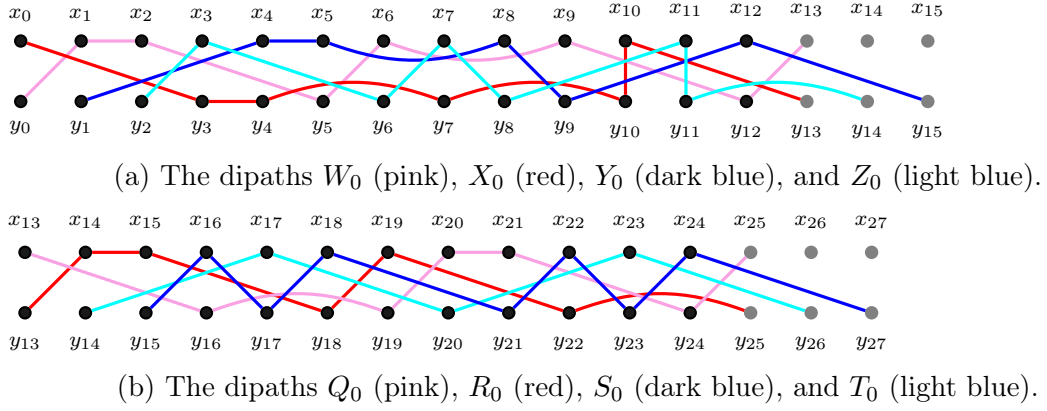 x₀ x₁ x₂ x₃ x₄ x₅ x₆ x₇ x₈ x₉ x₁₀ x₁₁ x₁₂ x₁₃ x₁₄ x₁₅
y₀ y₁ y₂ y₃ y₄ y₅ y₆ y₇ y₈ y₉ y₁₀ y₁₁ y₁₂ y₁₃ y₁₄ y₁₅
(a) The dipaths W₀ (pink), X₀ (red), Y₀ (dark blue), and Z₀ (light blue).
x₁₃ x₁₄ x₁₅ x₁₆ x₁₇ x₁₈ x₁₉ x₂₀ x₂₁ x₂₂ x₂₃ x₂₄ x₂₅ x₂₆ x₂₇
y₁₃ y₁₄ y₁₅ y₁₆ y₁₇ y₁₈ y₁₉ y₂₀ y₂₁ y₂₂ y₂₃ y₂₄ y₂₅ y₂₆ y₂₇
(b) The dipaths Q₀ (pink), R₀ (red), S₀ (dark blue), and T₀ (light blue).